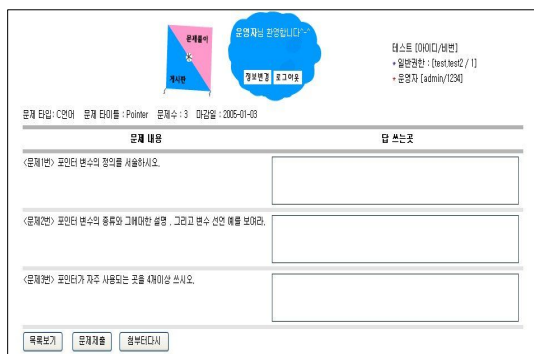 문제풀이
게시판
운영자님 환영합니다^-^
정보변경 로그아웃
테스트 [아이디/비번]
+ 일반권한 : [test,test2 / 1]
+ 운영자 [admin/1234]
문제 타입: C언어 문제 타이틀 : Pointer 문제수 : 3 마감일 : 2005-01-03
문제 내용 답 쓰는곳
<문제1번> 포인터 변수의 정의를 서술하시오.
<문제2번> 포인터 변수의 종류와 그에대한 설명 , 그리고 변수 선언 예를 보여라.
<문제3번> 포인터가 자주 사용되는 곳을 4개이상 쓰시오.
목록보기 문제제출 첨부터다시